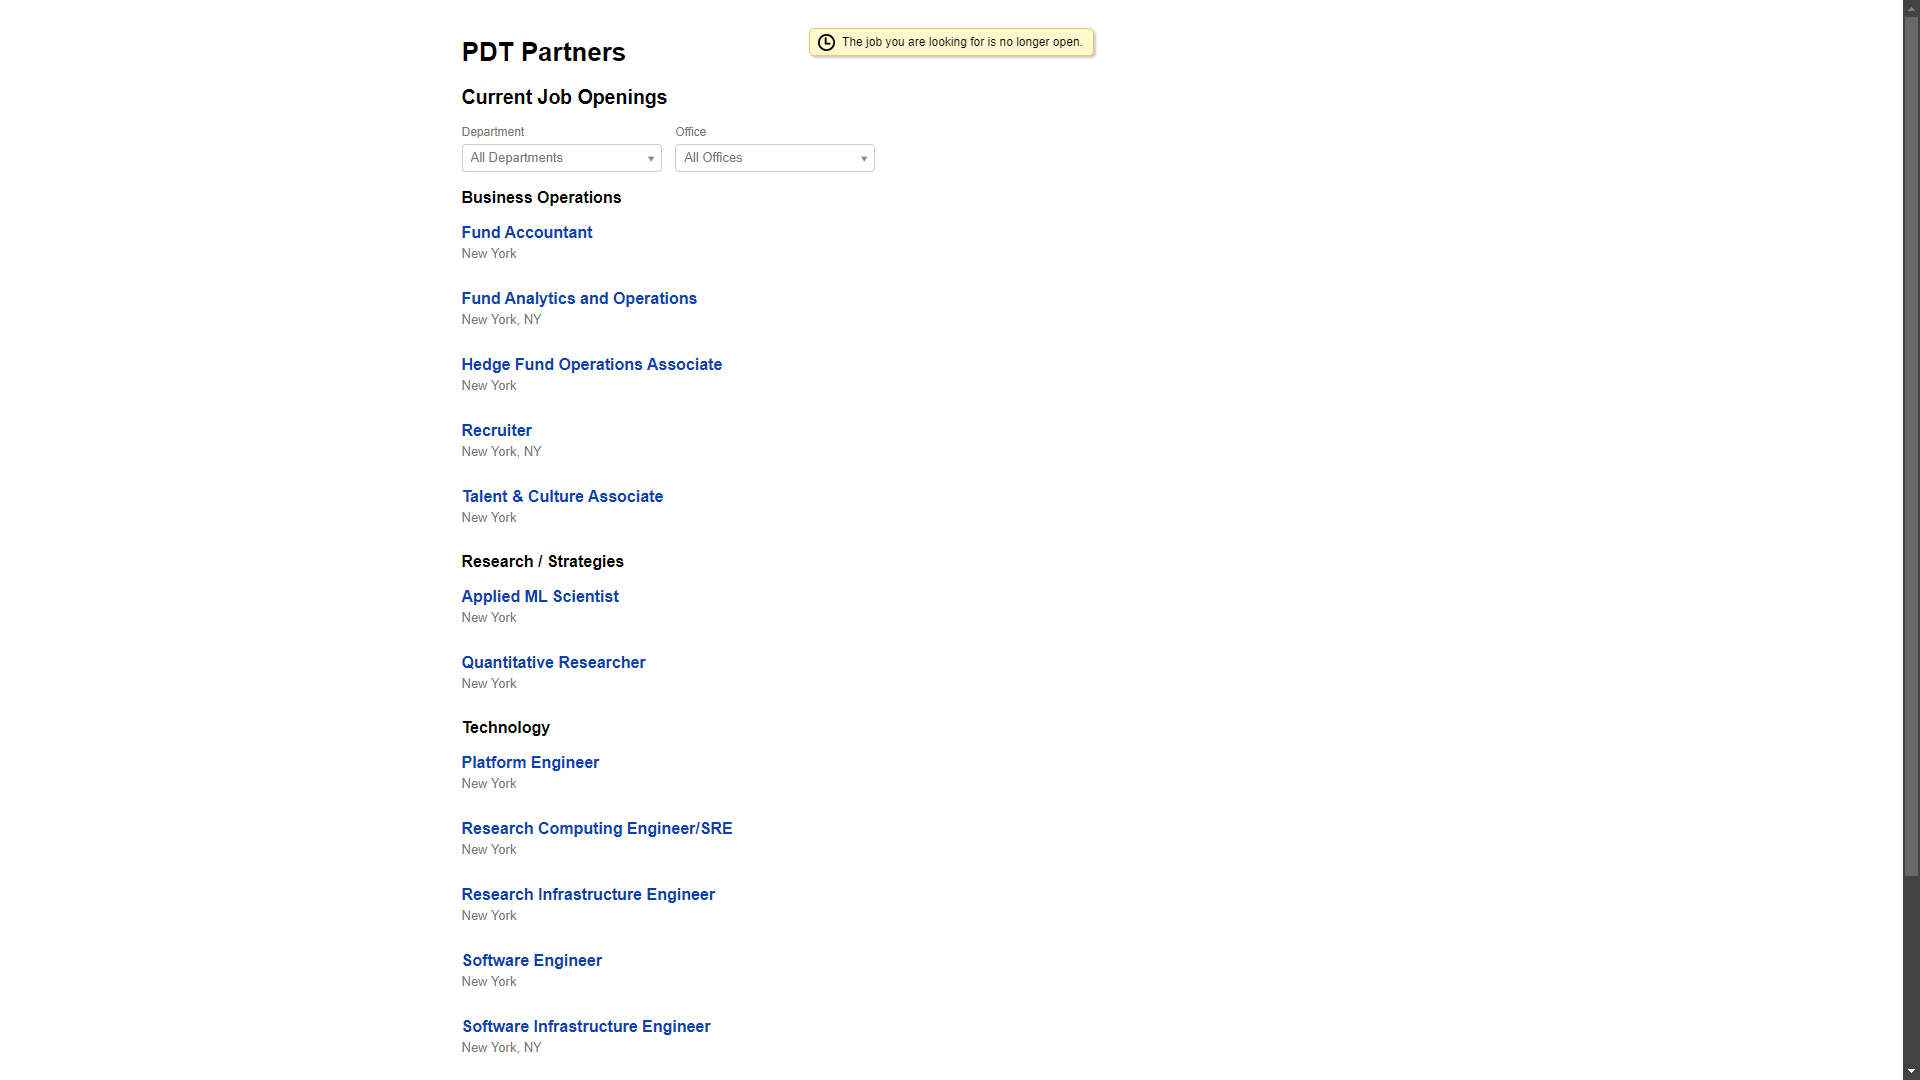 PDT Partners
The job you are looking for is no longer open.
Current Job Openings
Department
Office
All Departments
All Offices
Business Operations
Fund Accountant
New York
Fund Analytics and Operations
New York, NY
Hedge Fund Operations Associate
New York
Recruiter
New York, NY
Talent & Culture Associate
New York
Research / Strategies
Applied ML Scientist
New York
Quantitative Researcher
New York
Technology
Platform Engineer
New York
Research Computing Engineer/SRE
New York
Research Infrastructure Engineer
New York
Software Engineer
New York
Software Infrastructure Engineer
New York, NY